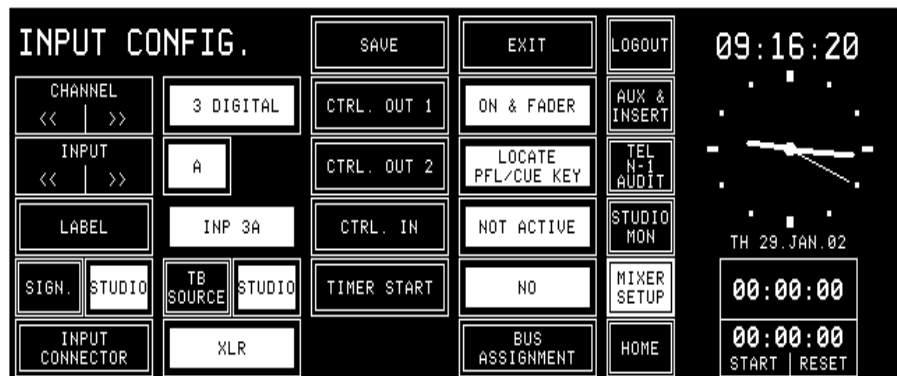 INPUT CONFIG.
SAVE
EXIT
LOGOUT
09:16:20
CHANNEL
<< | >>
3 DIGITAL
CTRL. OUT 1
ON & FADER
AUX &
INSERT
INPUT
<< | >>
A
CTRL. OUT 2
LOCATE
PFL/CUE KEY
TEL
N-1
AUDIT
LABEL
INP 3A
CTRL. IN
NOT ACTIVE
STUDIO
MON
TH 29.JAN.02
SIGN.
STUDIO
TB
SOURCE
STUDIO
TIMER START
NO
MIXER
SETUP
00:00:00
INPUT
CONNECTOR
XLR
BUS
ASSIGNMENT
HOME
00:00:00
START | RESET